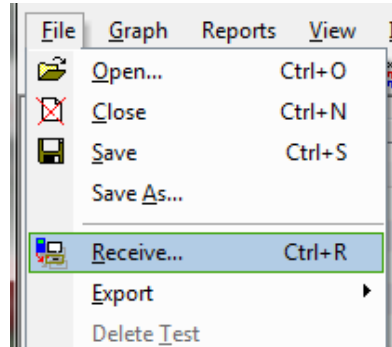 File Graph Reports View
Open... Ctrl+O
Close Ctrl+N
Save Ctrl+S
Save As...
Receive... Ctrl+R
Export
Delete Test